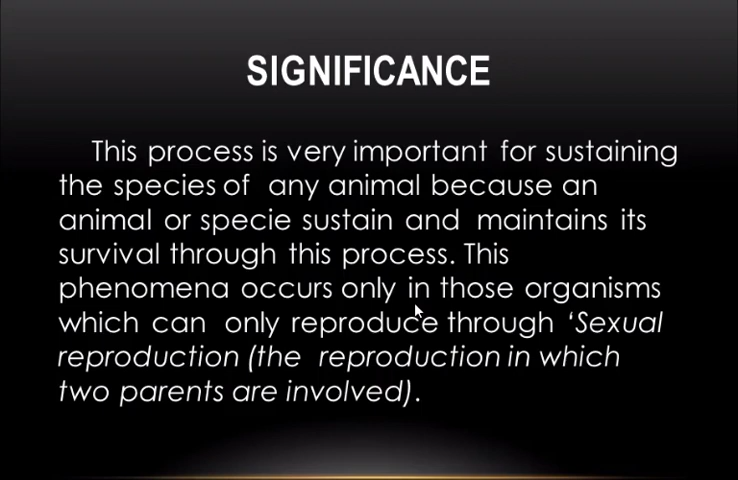 SIGNIFICANCE
This process is very important for sustaining
the species of any animal because an
animal or specie sustain and maintains its
survival through this process. This
phenomena occurs only in those organisms
which can only reproduce through ‘Sexual
reproduction (the reproduction in which
two parents are involved).